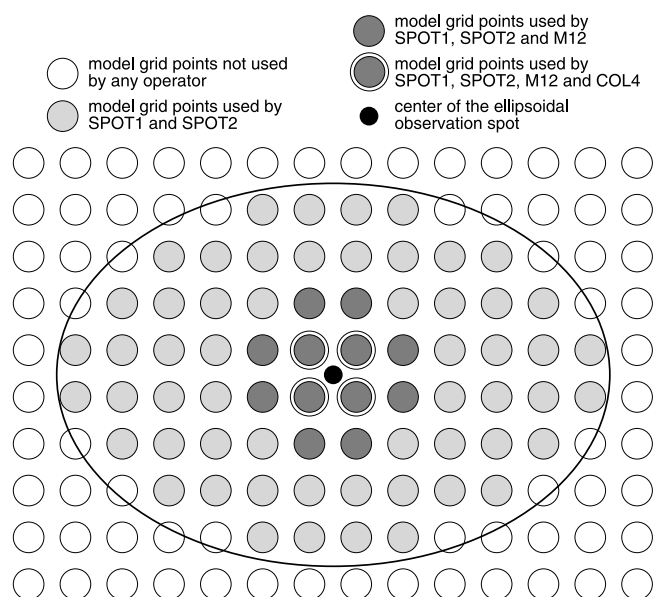 model grid points not used
by any operator
model grid points used by
SPOT1 and SPOT2
model grid points used by
SPOT1, SPOT2 and M12
model grid points used by
SPOT1, SPOT2, M12 and COL4
center of the ellipsoidal
observation spot